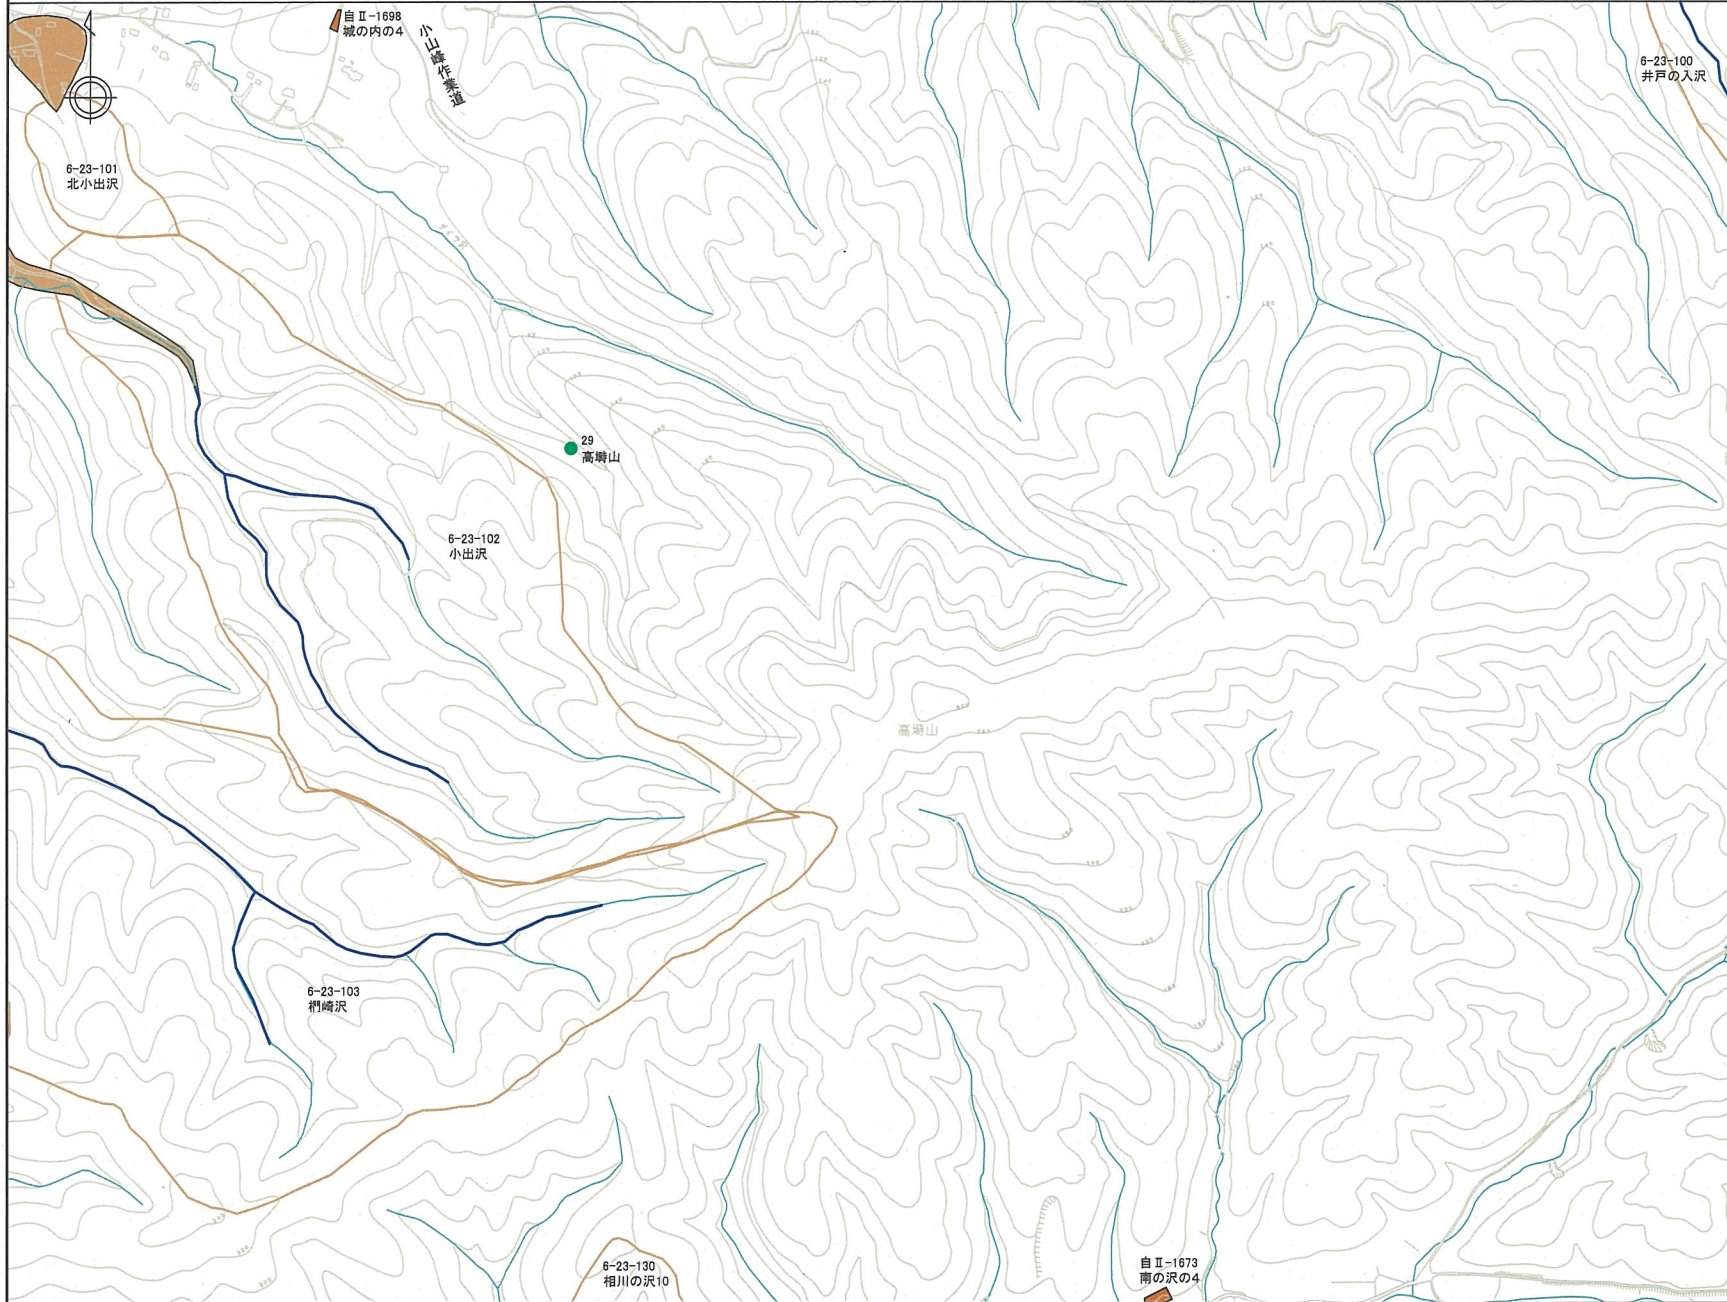 自Ⅱ-1698
城の内の4
小山峰作業道
6-23-100
井戸の入沢
6-23-101
北小出沢
29
高塒山
6-23-102
小出沢
高塒山
6-23-103
椚崎沢
6-23-130
相川の沢10
自Ⅱ-1673
南の沢の4